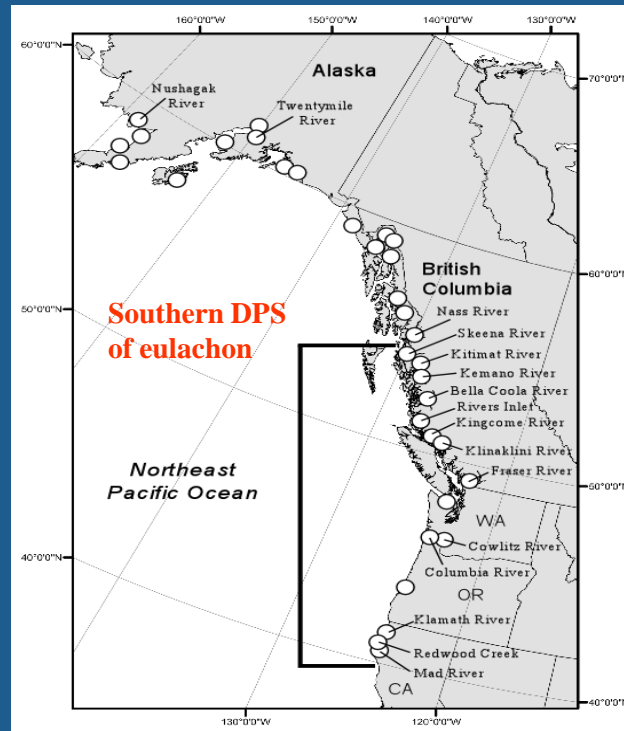 160°0'0"W
150°0'0"W
140°0'0"W
130°0'0"W
60°0'0"N
70°0'0"N
Alaska
Nushagak
River
Twentymile
River
60°0'0"N
British
Columbia
50°0'0"N
Southern DPS
of eulachon
Nass River
Skeena River
Kitimat River
Kemano River
Bella Coola River
Rivers Inlet
Kingcome River
Klinaklini River
Northeast
Pacific Ocean
Fraser River
50°0'0"N
WA
Cowlitz River
40°0'0"N
Columbia River
OR
Klamath River
Redwood Creek
Mad River
CA
40°0'0"N
130°0'0"W
120°0'0"W